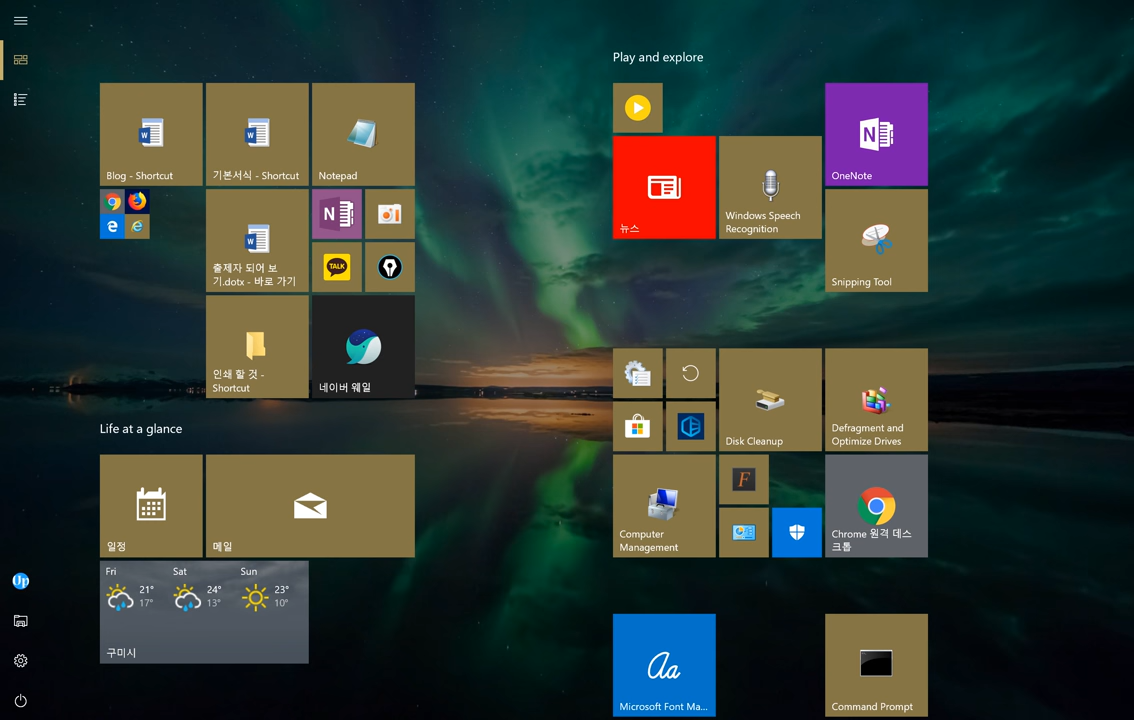 Play and explore
Blog - Shortcut
기본서식 - Shortcut
Notepad
OneNote
뉴스
Windows Speech
Recognition
출제자 되어 보
기.dotx - 바로 가기
TALK
Snipping Tool
인쇄 할 것 -
Shortcut
네이버 웨일
Disk Cleanup
Defragment and
Optimize Drives
Life at a glance
일정
메일
Computer
Management
Chrome 원격 데스
크톱
Fri
21°
17°
Sat
24°
13°
Sun
23°
10°
구미시
Microsoft Font Ma...
Command Prompt